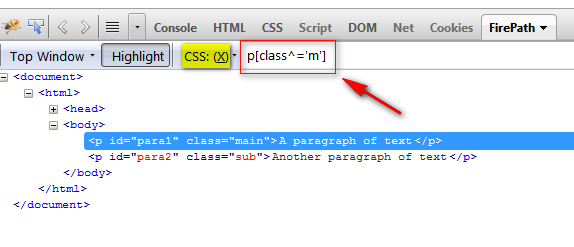 Console HTML CSS Script DOM Net Cookies FirePath
Top Window Highlight CSS: (X) p[class^='m']
<document>
<html>
<head>
<body>
<p id="para1" class="main">A paragraph of text</p>
<p id="para2" class="sub">Another paragraph of text</p>
</body>
</html>
</document>